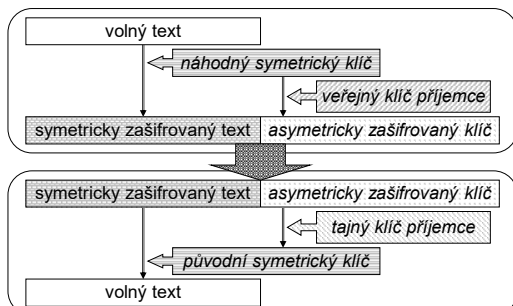 volný text
náhodný symetrický klíč
veřejný klíč příjemce
symetricky zašifrovaný text asymetricky zašifrovaný klíč
symetricky zašifrovaný text asymetricky zašifrovaný klíč
tajný klíč příjemce
původní symetrický klíč
volný text